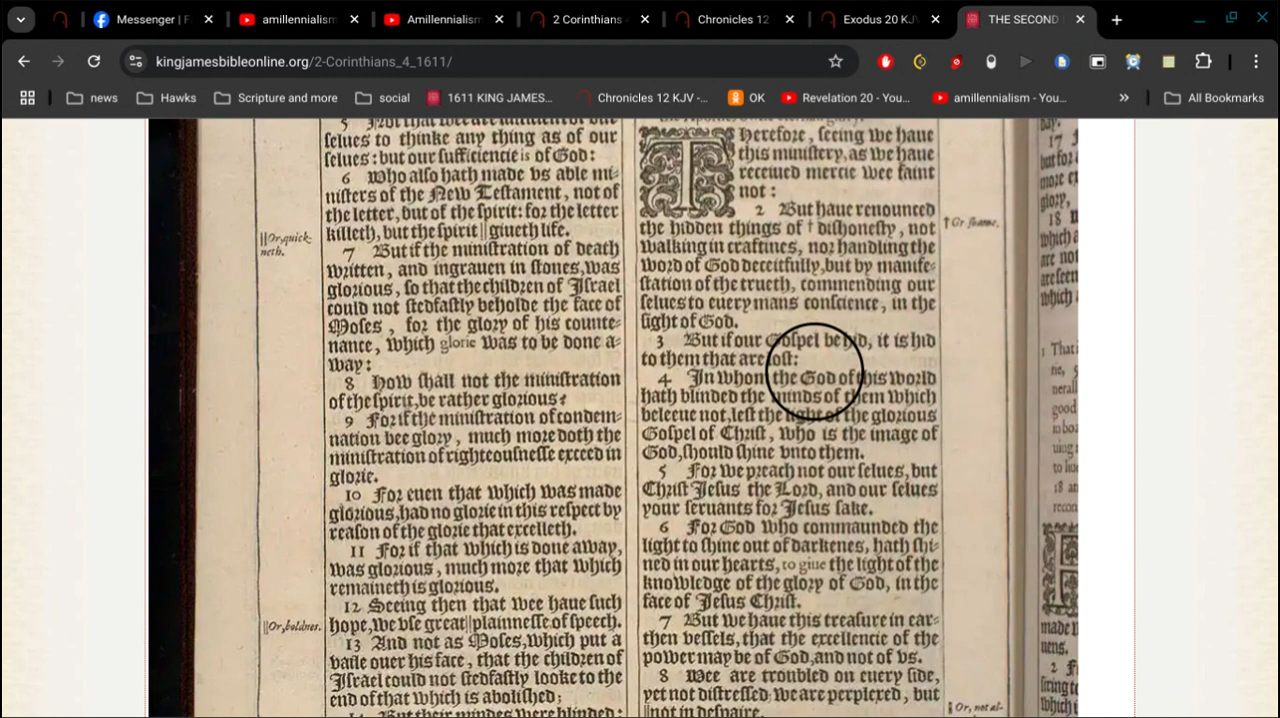 Messenger | F
amillennialism
Amillennialism
2 Corinthians
Chronicles 12
Exodus 20 KJV
THE SECOND
kingjamesbibleonline.org/2-Corinthians_4_1611/
news
Hawks
Scripture and more
social
1611 KING JAMES...
Chronicles 12 KJV -...
OK
Revelation 20 - You...
amillennialism - You...
All Bookmarks
5 Not that wee are sufficient of our
selues to thinke any thing as of our
selues: but our sufficiencie is of God:
6 Who also hath made vs able mi-
nisters of the New Testament, not of
the letter, but of the spirit: for the letter
killeth, but the spirit ||giueth life.
||Or, quick-
neth.
7 But if the ministration of death
written, and ingrauen in stones, was
glorious, so that the children of Israel
could not stedfastly beholde the face of
Moses, for the glory of his counte-
nance, which glorie was to be done a-
way:
8 How shall not the ministration
of the spirit, be rather glorious?
9 For if the ministration of condem-
nation bee glory, much more doth the
ministration of righteousnesse exceed in
glorie.
10 For euen that which was made
glorious, had no glorie in this respect by
reason of the glorie that excelleth.
11 For if that which is done away,
was glorious, much more that which
remaineth is glorious.
12 Seeing then that wee haue such
hope, we vse great ||plainnesse of speech.
||Or, boldnes.
13 And not as Moses, which put a
vaile ouer his face, that the children of
Israel could not stedfastly looke to the
end of that which is abolished;
But their mindes were blinded:
Therefore, seeing we haue
this ministery, as we haue
receiued mercie wee faint
not:
2 But haue renounced
the hidden things of †dishonesty, not
walking in craftines, nor handling the
word of God deceitfully, but by manife-
station of the trueth, commending our
selues to euery mans conscience, in the
sight of God.
† Gr shame.
3 But if our Gospel be hid, it is hid
to them that are lost:
4 In whom the God of this world
hath blinded the minds of them which
beleeue not, lest the light of the glorious
Gospel of Christ, who is the image of
God, should shine vnto them.
5 For we preach not our selues, but
Christ Jesus the Lord, and our selues
your seruants for Jesus sake.
6 For God who commaunded the
light to shine out of darkenes, hath shi-
ned in our hearts, to giue the light of the
knowledge of the glory of God, in the
face of Jesus Christ.
7 But we haue this treasure in ear-
then vessels, that the excellencie of the
power may be of God, and not of vs.
8 Wee are troubled on euery side,
yet not distressed; we are perplexed, but
||not in despaire.
|| Or, not al-